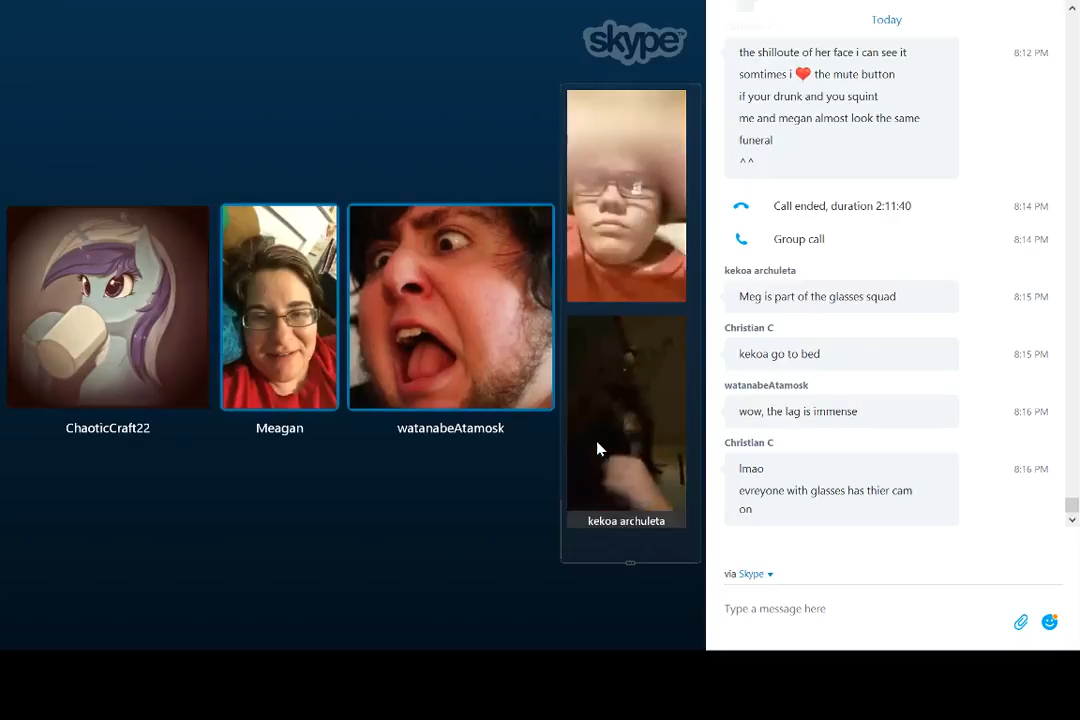 skype
Today
the shilloute of her face i can see it
somtimes i ❤ the mute button
if your drunk and you squint
me and megan almost look the same
funeral
^ ^
8:12 PM
Call ended, duration 2:11:40
8:14 PM
Group call
8:14 PM
kekoa archuleta
Meg is part of the glasses squad
8:15 PM
Christian C
kekoa go to bed
8:15 PM
watanabeAtamosk
wow, the lag is immense
8:16 PM
Christian C
lmao
8:16 PM
evreyone with glasses has thier cam
on
ChaoticCraft22
Meagan
watanabeAtamosk
kekoa archuleta
via Skype
Type a message here